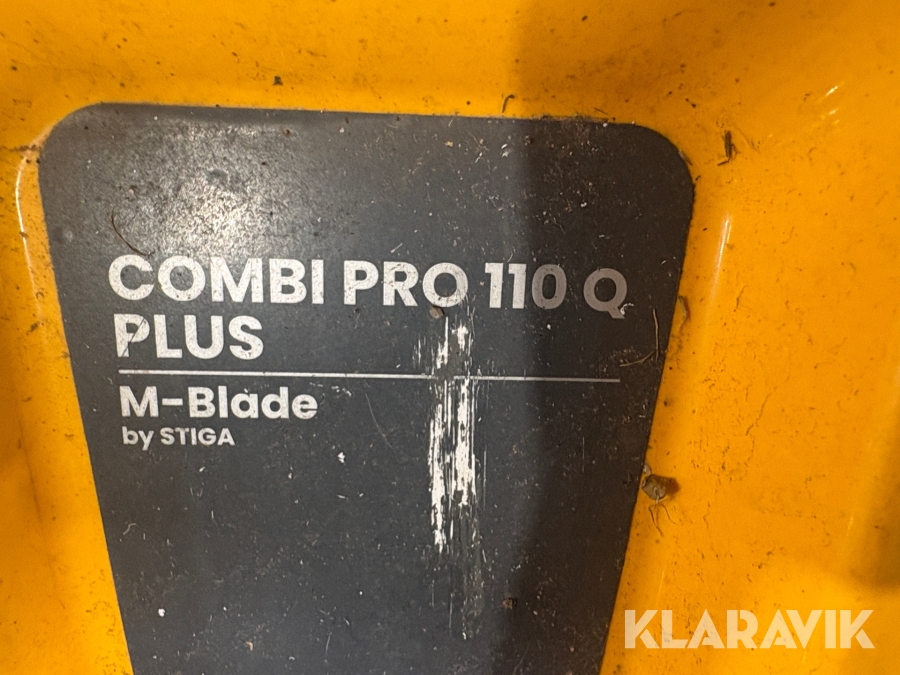 COMBI PRO 110 Q
PLUS
M-Blade
by STIGA
KLARAVIK